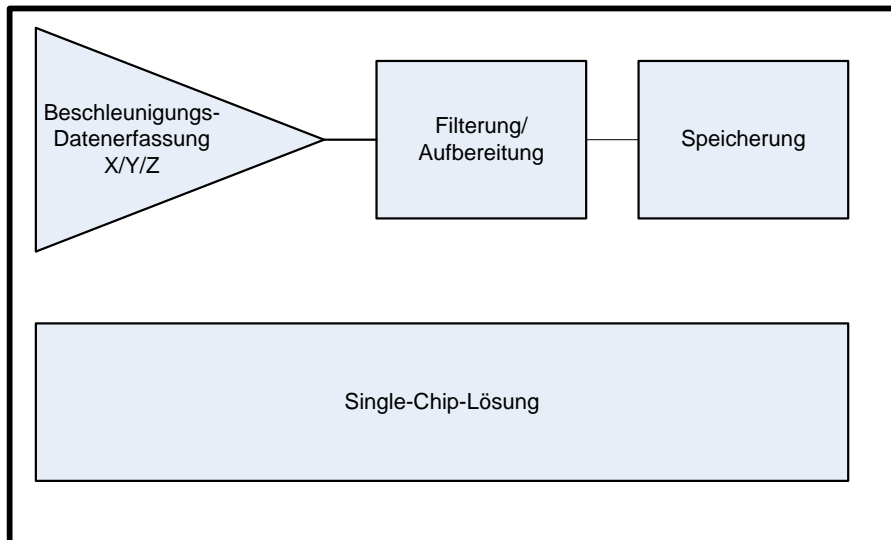 Beschleunigungs-
Datenerfassung
X/Y/Z
Filterung/
Aufbereitung
Speicherung
Single-Chip-Lösung